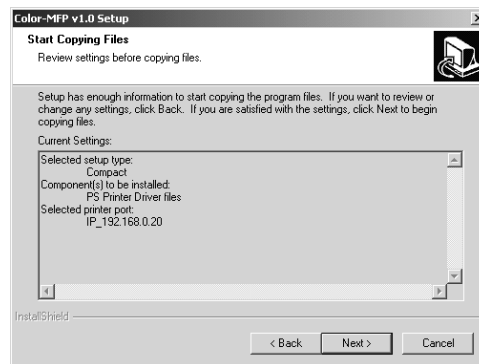 Color-MFP v1.0 Setup
Start Copying Files
Review settings before copying files.
Setup has enough information to start copying the program files. If you want to review or
change any settings, click Back. If you are satisfied with the settings, click Next to begin
copying files.
Current Settings:
Selected setup type:
Compact
Component(s) to be installed:
PS Printer Driver files
Selected printer port:
IP_192.168.0.20
InstallShield
< Back Next > Cancel